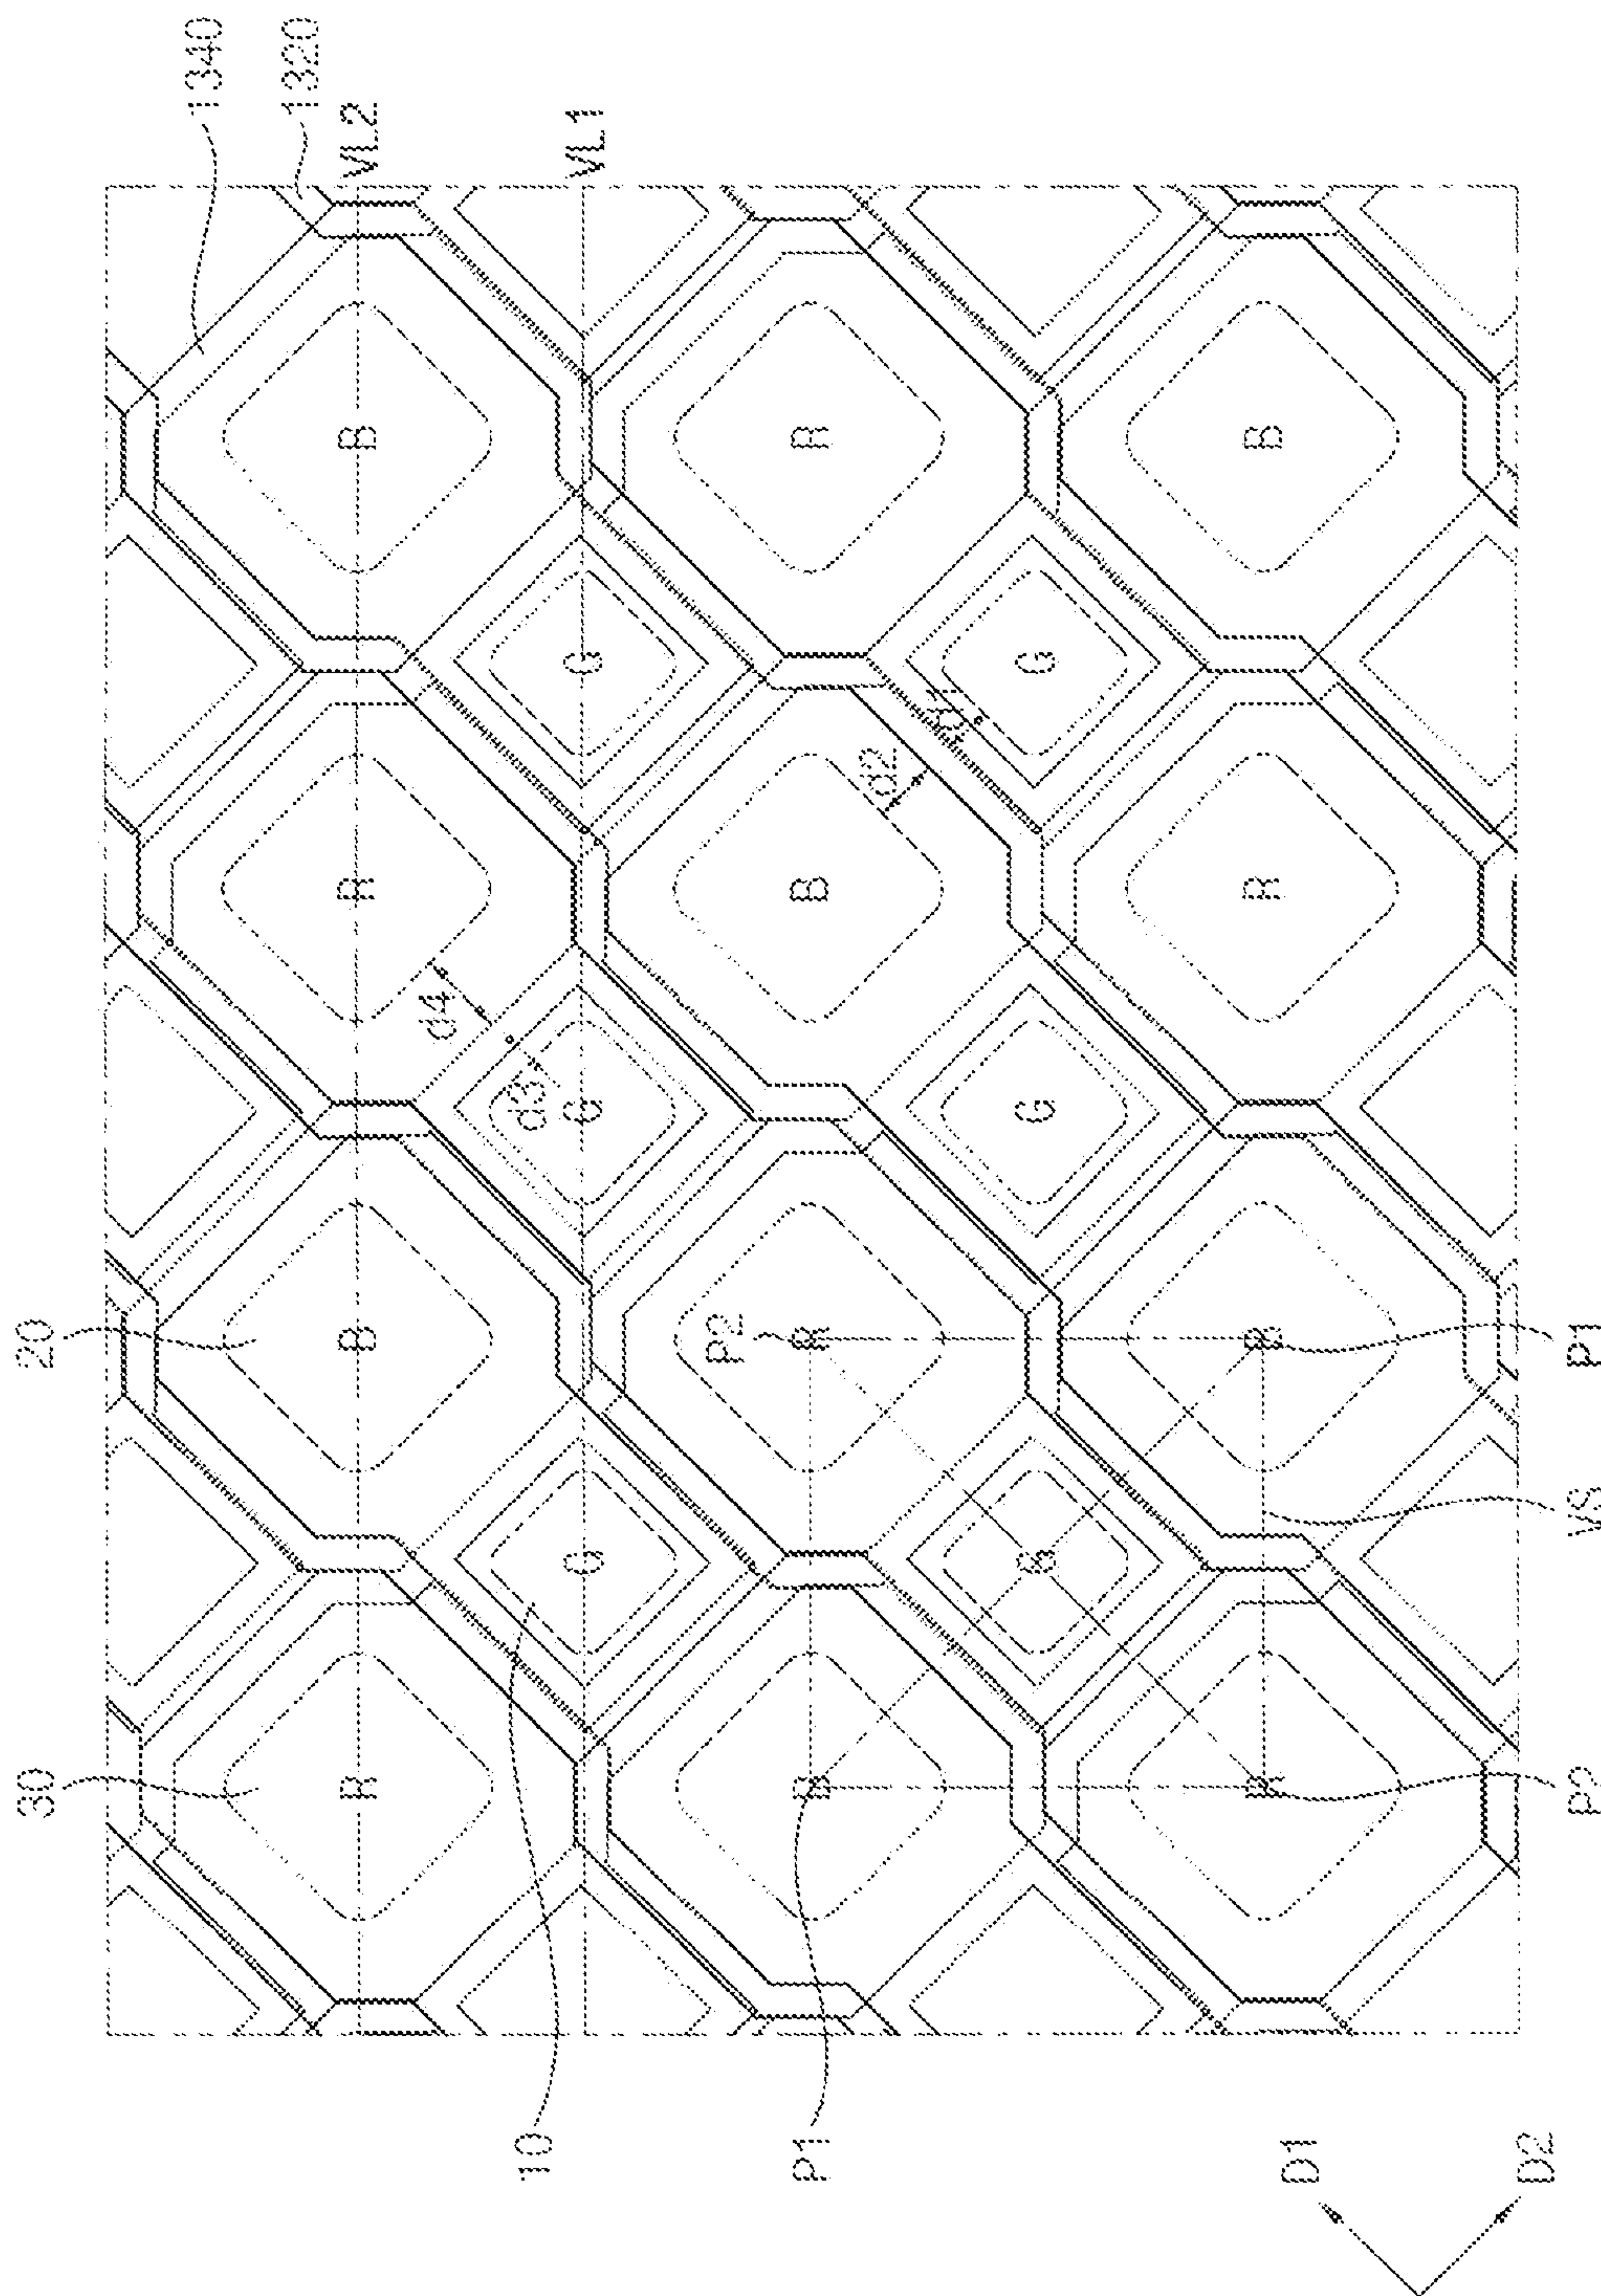 30 20
1340
1320
R B R B VL2
d4
10 d3
G G G VL1
P2
P1 B R B R
d2
d1
G G G
D1 R B R B
D2
P2 VS P1